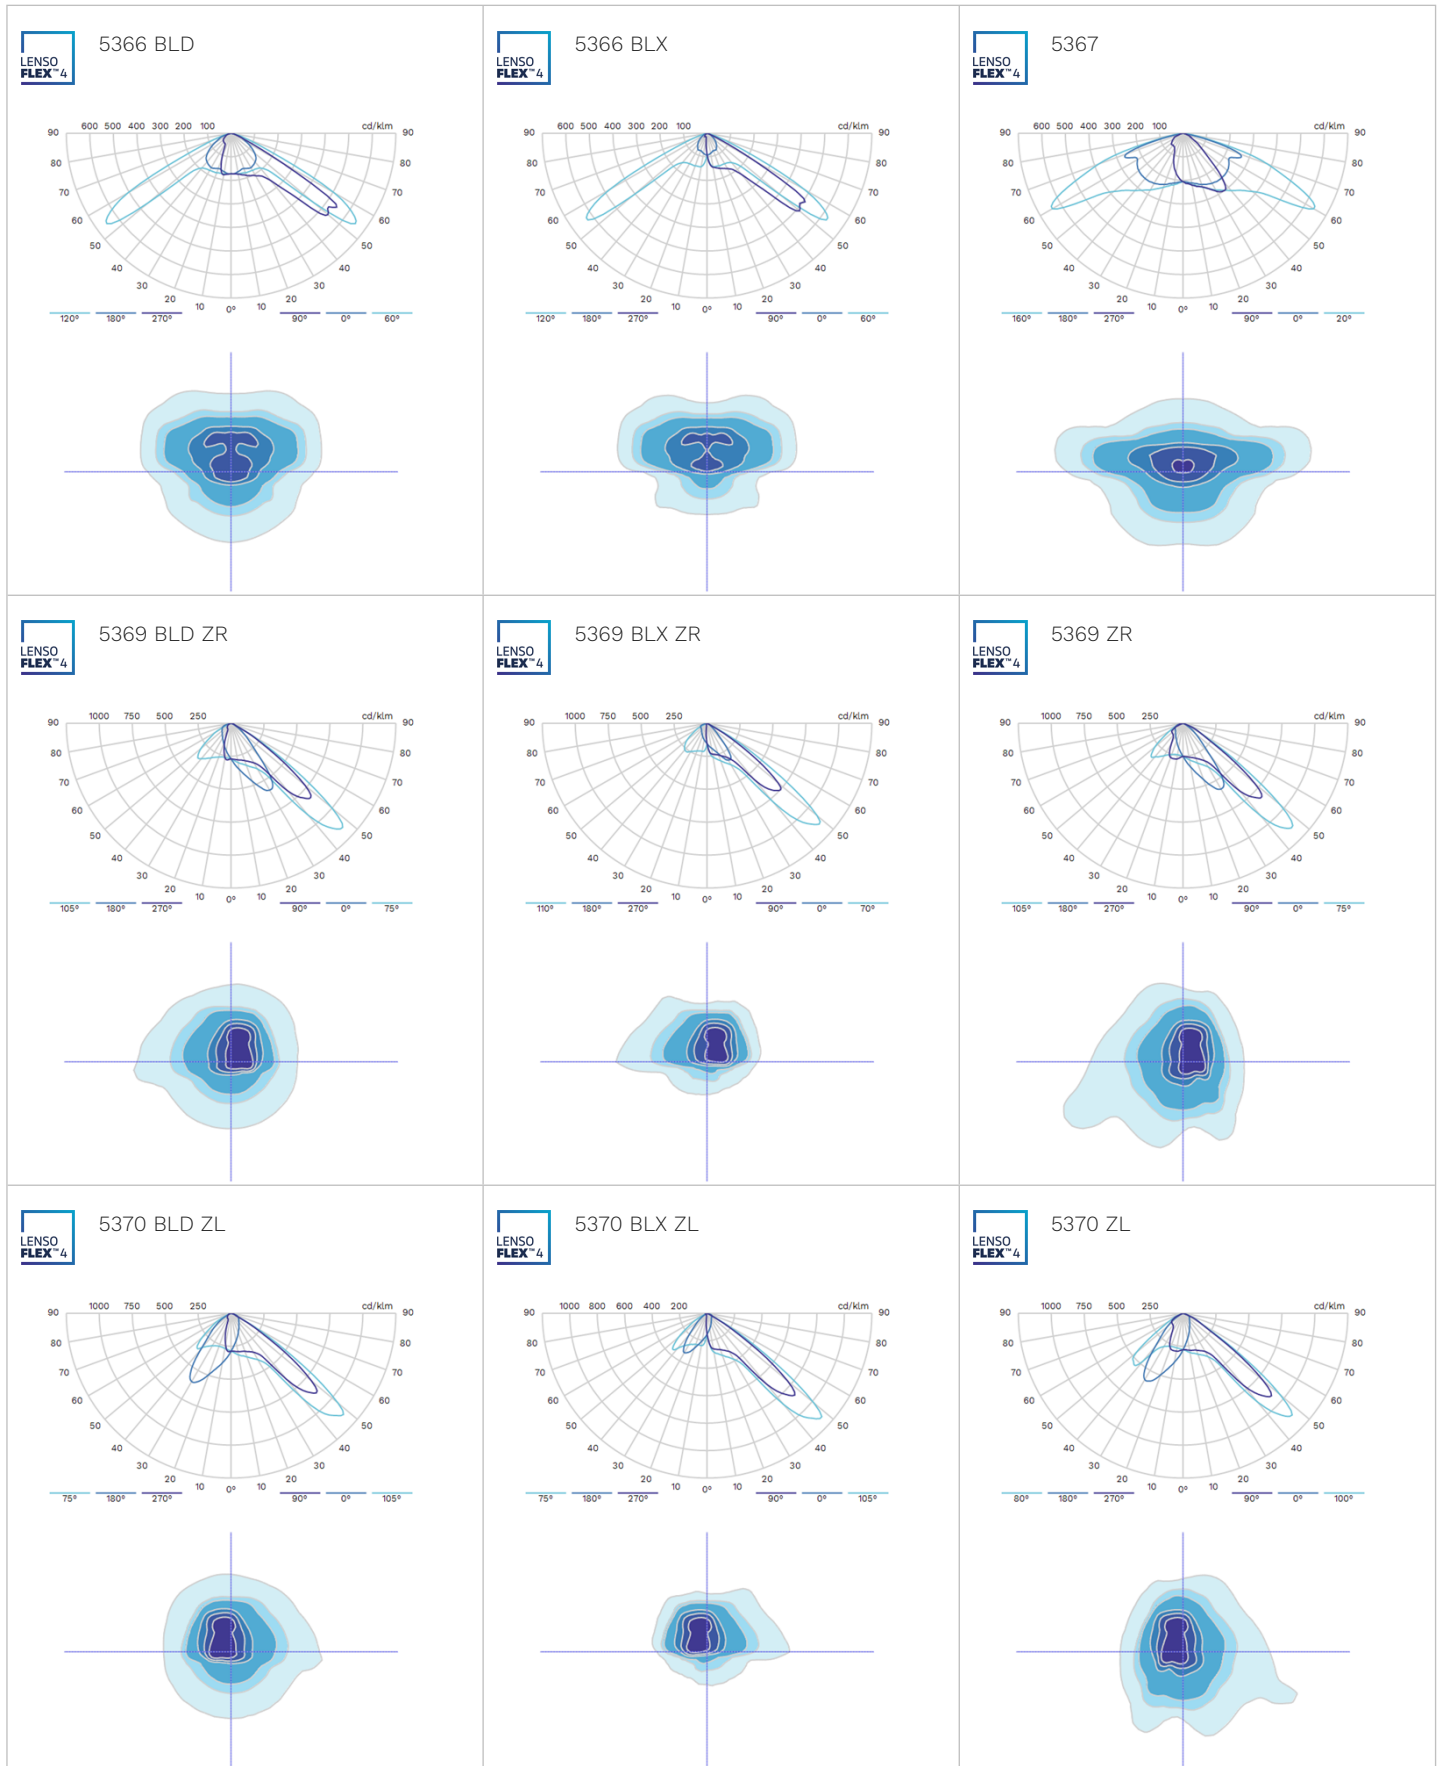 5366 BLD
LENSO
FLEX™4
600 500 400 300 200 100 cd/klm
90 90
80 80
70 70
60 60
50 50
40 40
30 30
20 20
10 0° 10
120° 180° 270° 90° 0° 60°
5366 BLX
LENSO
FLEX™4
600 500 400 300 200 100 cd/klm
90 90
80 80
70 70
60 60
50 50
40 40
30 30
20 20
10 0° 10
120° 180° 270° 90° 0° 60°
5367
LENSO
FLEX™4
600 500 400 300 200 100 cd/klm
90 90
80 80
70 70
60 60
50 50
40 40
30 30
20 20
10 0° 10
160° 180° 270° 90° 0° 20°
5369 BLD ZR
LENSO
FLEX™4
1000 750 500 250 cd/klm
90 90
80 80
70 70
60 60
50 50
40 40
30 30
20 20
10 0° 10
105° 180° 270° 90° 0° 75°
5369 BLX ZR
LENSO
FLEX™4
1000 750 500 250 cd/klm
90 90
80 80
70 70
60 60
50 50
40 40
30 30
20 20
10 0° 10
110° 180° 270° 90° 0° 70°
5369 ZR
LENSO
FLEX™4
1000 750 500 250 cd/klm
90 90
80 80
70 70
60 60
50 50
40 40
30 30
20 20
10 0° 10
105° 180° 270° 90° 0° 75°
5370 BLD ZL
LENSO
FLEX™4
1000 750 500 250 cd/klm
90 90
80 80
70 70
60 60
50 50
40 40
30 30
20 20
10 0° 10
75° 180° 270° 90° 0° 105°
5370 BLX ZL
LENSO
FLEX™4
1000 800 600 400 200 cd/klm
90 90
80 80
70 70
60 60
50 50
40 40
30 30
20 20
10 0° 10
75° 180° 270° 90° 0° 105°
5370 ZL
LENSO
FLEX™4
1000 750 500 250 cd/klm
90 90
80 80
70 70
60 60
50 50
40 40
30 30
20 20
10 0° 10
80° 180° 270° 90° 0° 100°